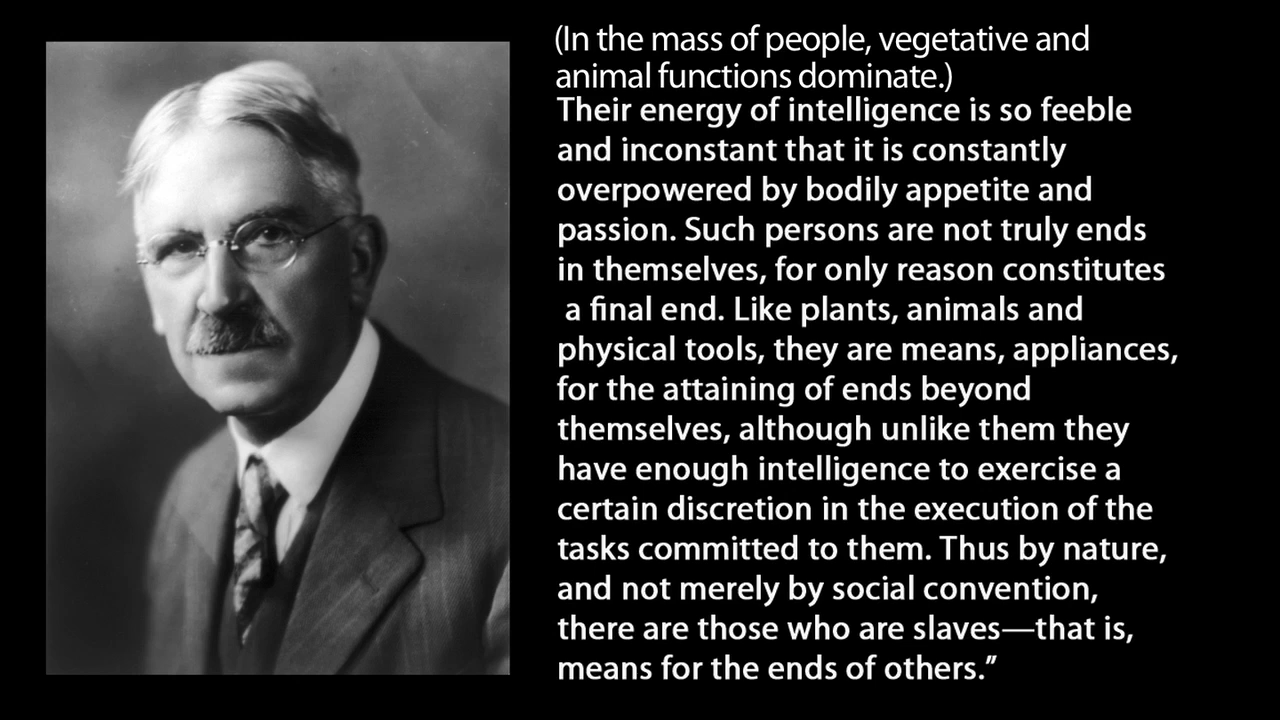 (In the mass of people, vegetative and
animal functions dominate.)
Their energy of intelligence is so feeble
and inconstant that it is constantly
overpowered by bodily appetite and
passion. Such persons are not truly ends
in themselves, for only reason constitutes
a final end. Like plants, animals and
physical tools, they are means, appliances,
for the attaining of ends beyond
themselves, although unlike them they
have enough intelligence to exercise a
certain discretion in the execution of the
tasks committed to them. Thus by nature,
and not merely by social convention,
there are those who are slaves—that is,
means for the ends of others.”